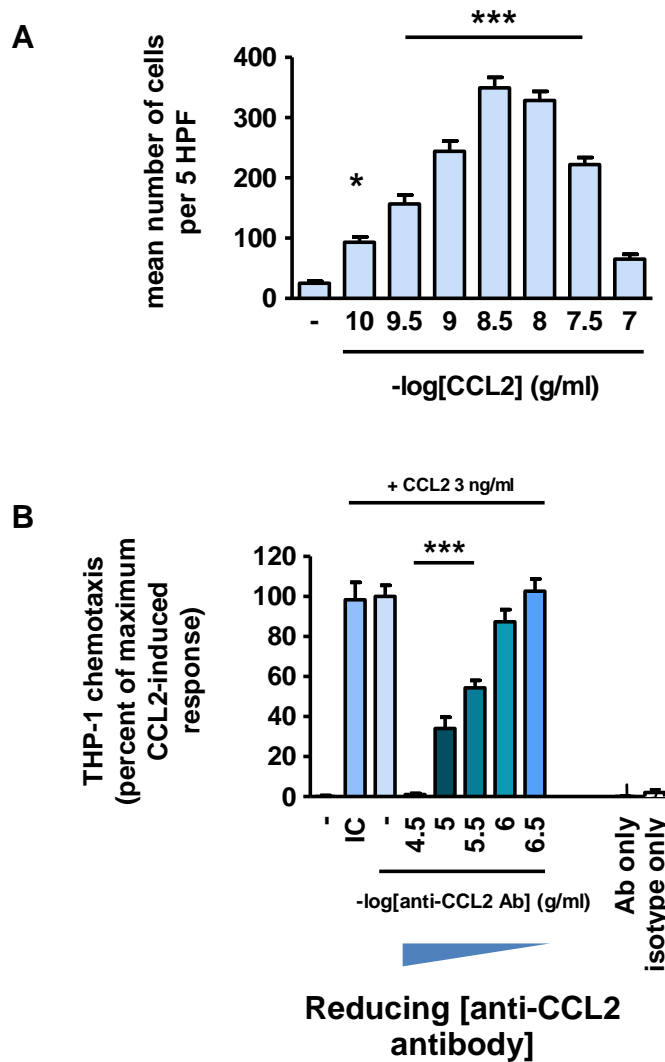 A
***
mean number of cells
per 5 HPF
400
300
200
100
0
*
- 10 9.5 9 8.5 8 7.5 7
-log[CCL2] (g/ml)
B
+ CCL2 3 ng/ml
***
THP-1 chemotaxis
(percent of maximum
CCL2-induced
response)
120
100
80
60
40
20
0
- IC - 4.5 5 5.5 6 6.5 Ab only isotype only
-log[anti-CCL2 Ab] (g/ml)
Reducing [anti-CCL2
antibody]